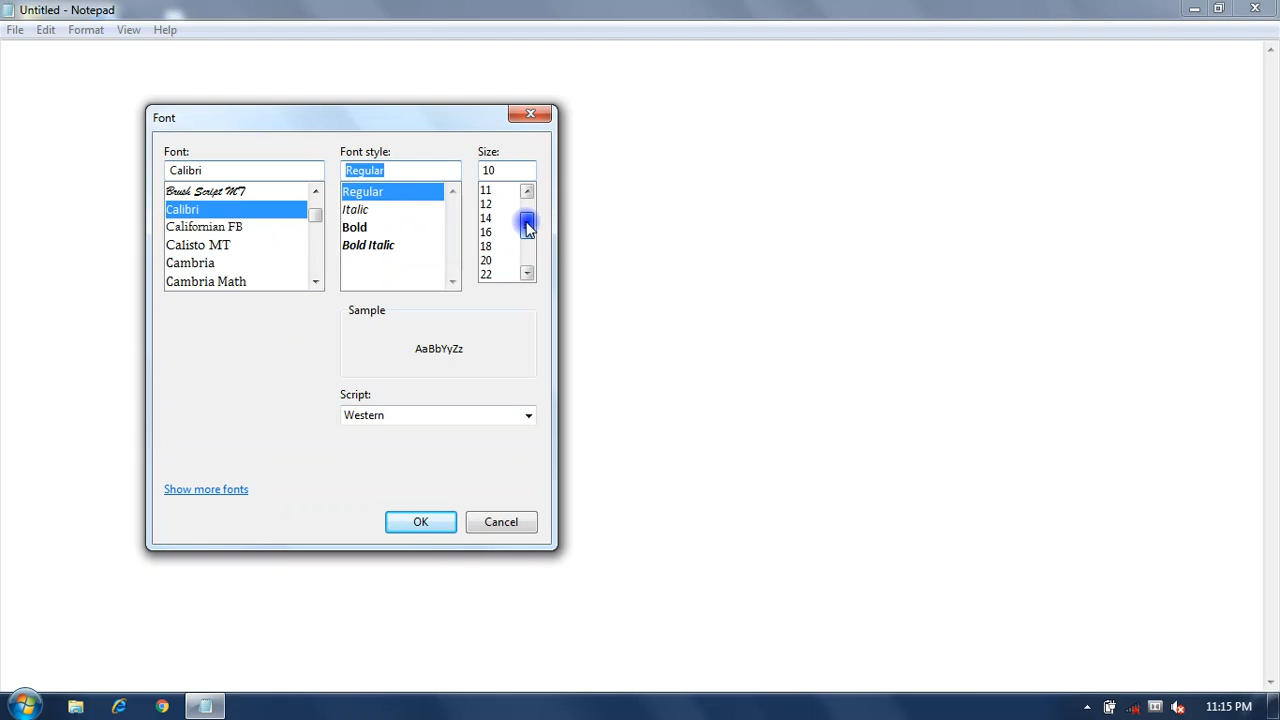 Untitled - Notepad
File Edit Format View Help
Font
Font: Font style: Size:
Calibri Regular 10
Brush Script MT Regular 11
Calibri Italic 12
Californian FB Bold 14
Calisto MT Bold Italic 16
Cambria 18
Cambria Math 20
22
Sample
AaBbYyZz
Script:
Western
Show more fonts
OK Cancel
11:15 PM